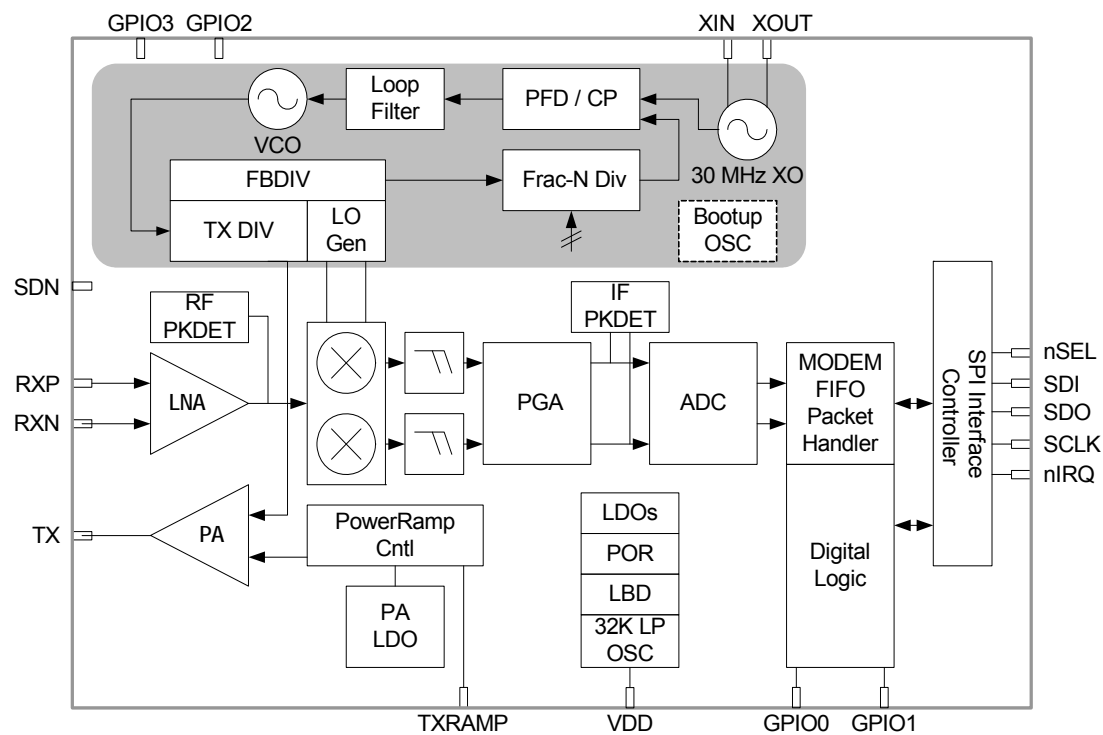 GPIO3
GPIO2
XIN
XOUT
Loop
Filter
PFD / CP
VCO
30 MHz XO
FBDIV
Frac-N Div
TX DIV
LO
Gen
Bootup
OSC
SDN
RF
PKDET
IF
PKDET
RXP
RXN
LNA
PGA
ADC
MODEM
FIFO
Packet
Handler
SPI Interface
Controller
nSEL
SDI
SDO
SCLK
nIRQ
TX
PA
PowerRamp
Cntl
PA
LDO
LDOs
POR
LBD
32K LP
OSC
Digital
Logic
TXRAMP
VDD
GPIO0
GPIO1